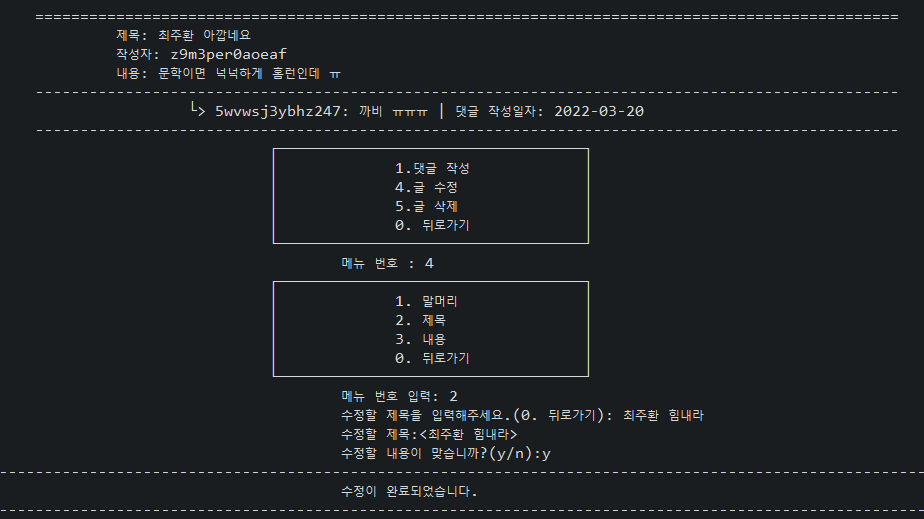 ================================================================================================
제목: 최주환 아깝네요
작성자: z9m3per0aoeaf
내용: 문학이면 넉넉하게 홈런인데 ㅠ
------------------------------------------------------------------------------------------------
└> 5wvwsj3ybhz247: 까비 ㅠㅠㅠ | 댓글 작성일자: 2022-03-20
------------------------------------------------------------------------------------------------
1.댓글 작성
4.글 수정
5.글 삭제
0. 뒤로가기
메뉴 번호 : 4
1. 말머리
2. 제목
3. 내용
0. 뒤로가기
메뉴 번호 입력: 2
수정할 제목을 입력해주세요.(0. 뒤로가기): 최주환 힘내라
수정할 제목:<최주환 힘내라>
수정할 내용이 맞습니까?(y/n):y
-------------------------------------------------------------------------------------------------------
수정이 완료되었습니다.
-------------------------------------------------------------------------------------------------------